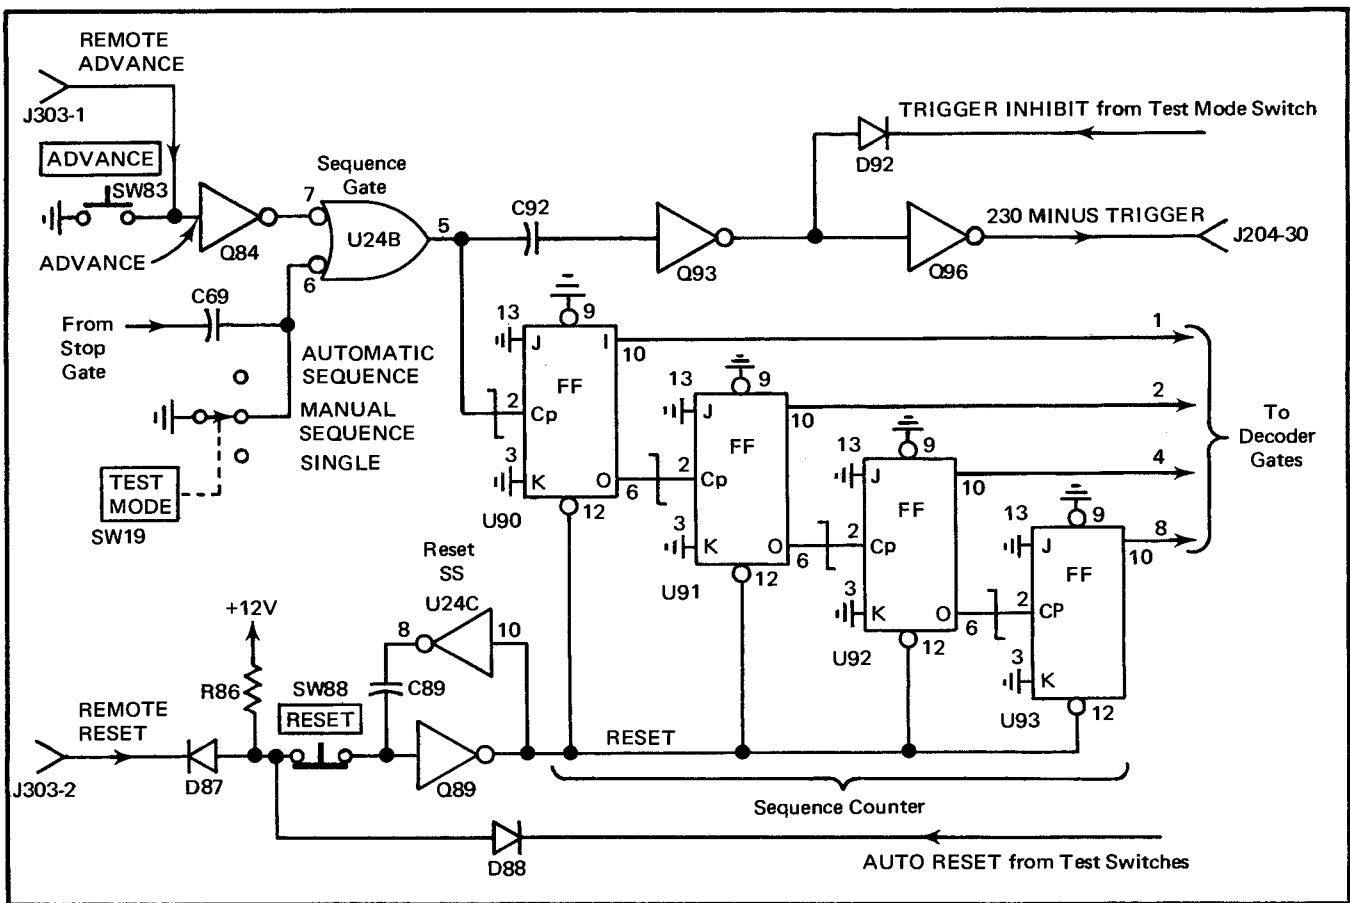 REMOTE
ADVANCE
J303-1
ADVANCE
SW83
ADVANCE
Q84
7
6
Sequence
Gate
U24B
5
C92
Q93
D92
TRIGGER INHIBIT from Test Mode Switch
Q96
230 MINUS TRIGGER
J204-30
C69
From
Stop
Gate
AUTOMATIC
SEQUENCE
MANUAL
SEQUENCE
SINGLE
TEST
MODE
SW19
13
J
9
I
10
FF
2
Cp
3
K
O
6
12
U90
1
13
J
9
10
FF
2
Cp
3
K
O
6
12
U91
2
13
J
9
10
FF
2
Cp
3
K
O
6
12
U92
4
13
J
9
10
FF
2
CP
3
K
12
U93
8
To
Decoder
Gates
Reset
SS
U24C
8
10
+12V
R86
SW88
RESET
C89
REMOTE
RESET
J303-2
D87
Q89
RESET
Sequence Counter
D88
AUTO RESET from Test Switches